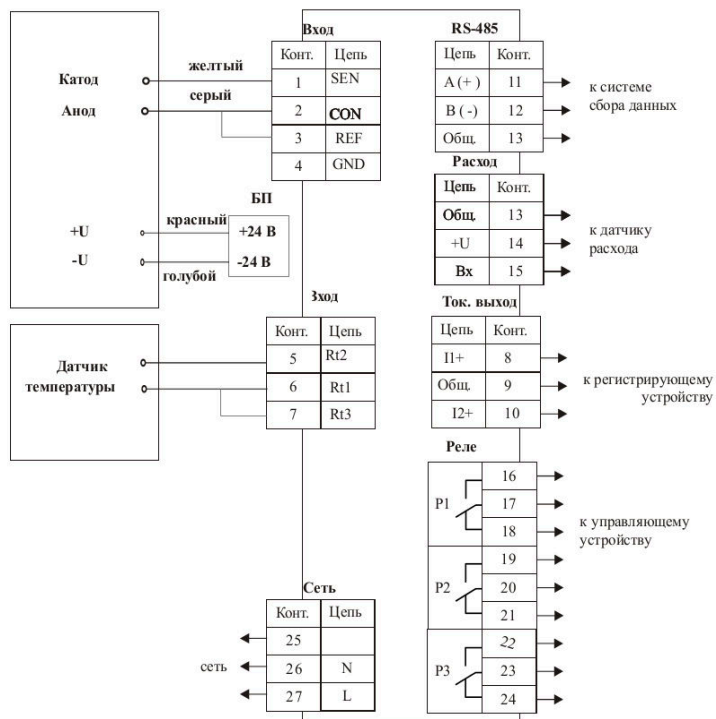 Вход
Конт. Цепь
Катод желтый 1 SEN
Анод серый 2 CON
3 REF
4 GND
БП
+U красный +24 В
-U голубой -24 В
Зход
Конт. Цепь
Датчик
температуры
5 Rt2
6 Rt1
7 Rt3
Сеть
Конт. Цепь
25
сеть 26 N
27 L
RS-485
Цепь Конт.
A (+) 11
B (-) 12
Общ. 13
к системе
сбора данных
Расход
Цепь Конт.
Общ. 13
+U 14
Вх 15
к датчику
расхода
Ток. выход
Цепь Конт.
I1+ 8
Общ. 9
I2+ 10
к регистрирующему
устройству
Реле
16
P1 17
18
к управляющему
устройству
19
P2 20
21
22
P3 23
24